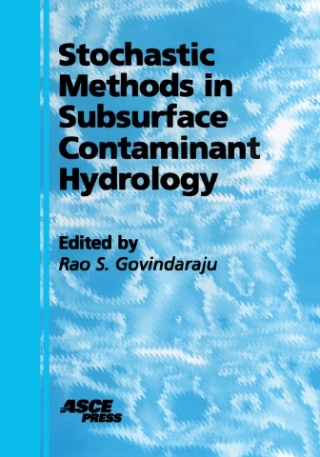 Stochastic
Methods in
Subsurface
Contaminant
Hydrology
Edited by
Rao S. Govindaraju
ASCE
PRESS